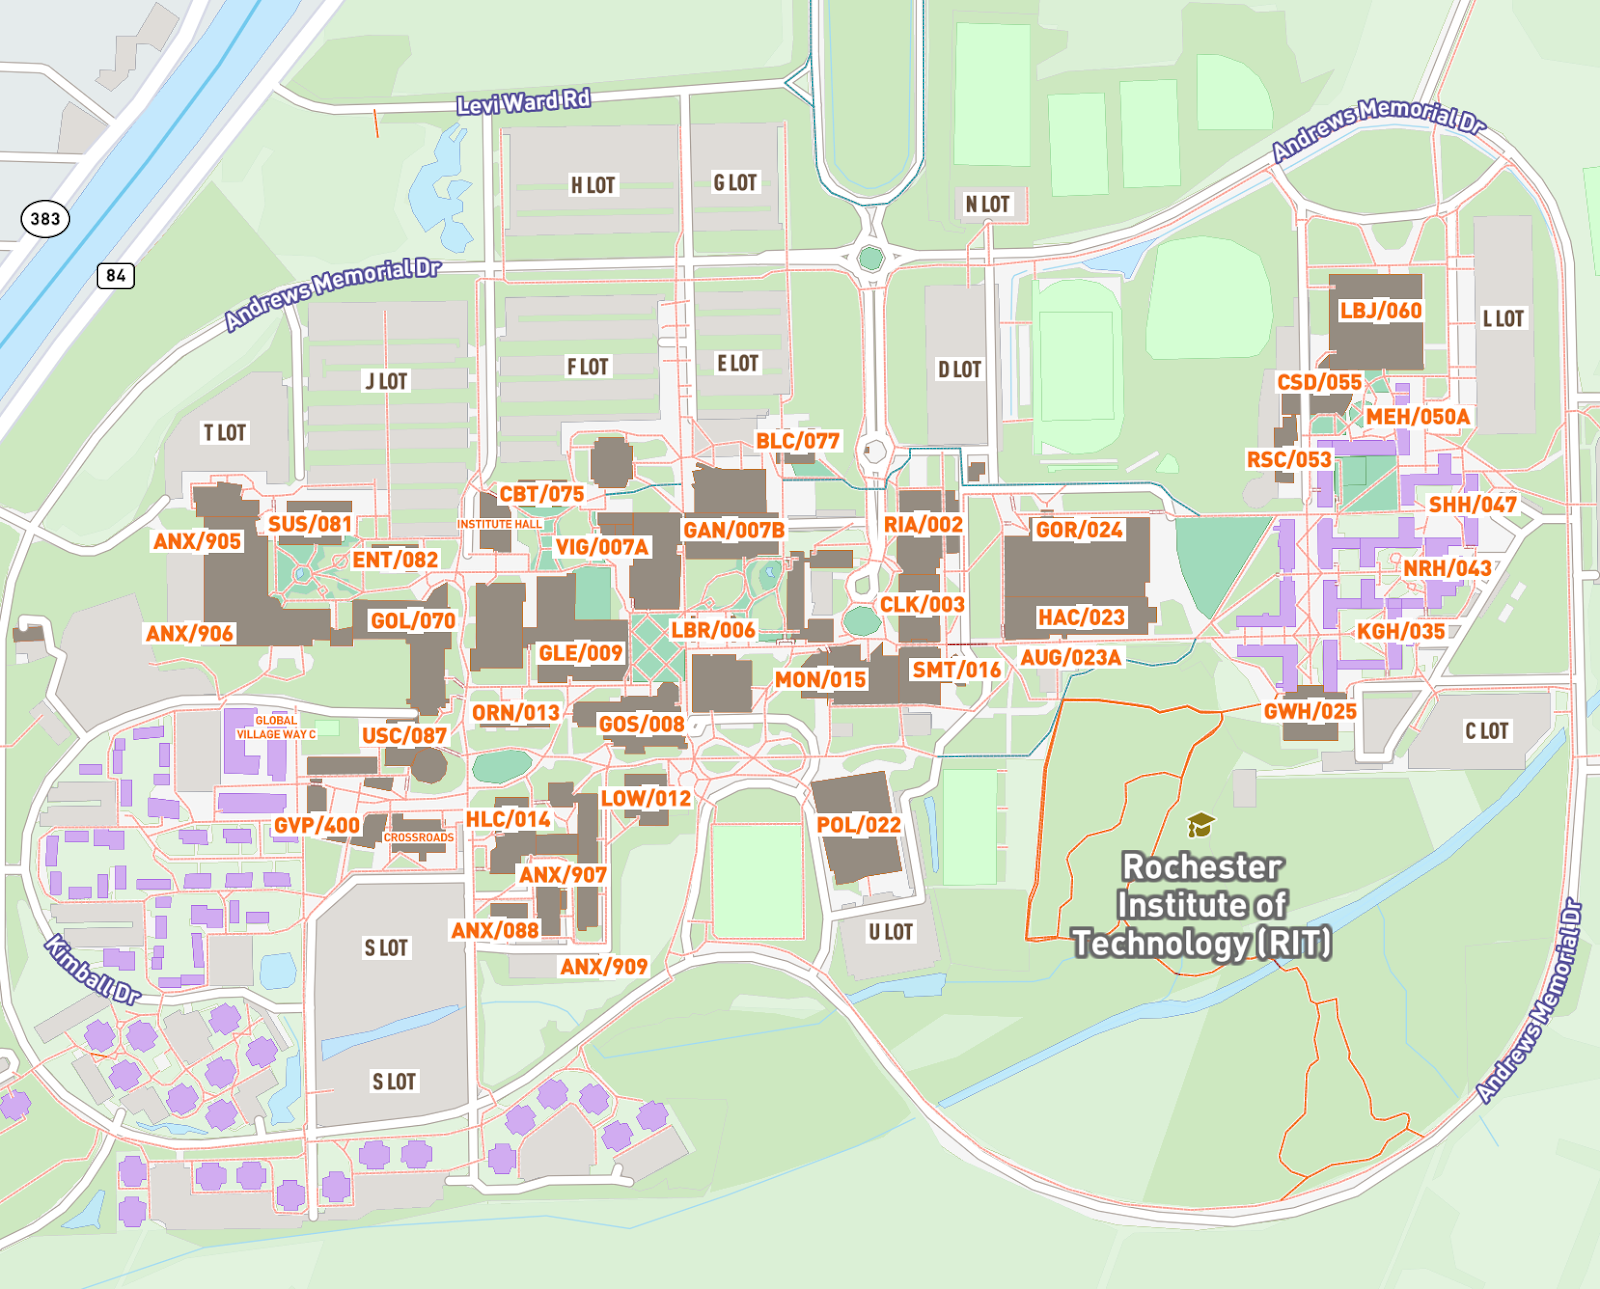 Levi Ward Rd
Andrews Memorial Dr
H LOT
G LOT
N LOT
383
84
Andrews Memorial Dr
LBJ/060
L LOT
F LOT
E LOT
D LOT
J LOT
CSD/055
MEH/050A
T LOT
BLC/077
RSC/053
CBT/075
SHH/047
SUS/081
INSTITUTE HALL
RIA/002
GAN/007B
GOR/024
ANX/905
VIG/007A
ENT/082
NRH/043
CLK/003
HAC/023
GOL/070
ANX/906
LBR/006
KGH/035
GLE/009
AUG/023A
SMT/016
MON/015
ORN/013
GWH/025
GLOBAL
VILLAGE WAY C
GOS/008
USC/087
C LOT
LOW/012
HLC/014
GVP/400
POL/022
CROSSROADS
Rochester
Institute of
Technology (RIT)
ANX/907
ANX/088
U LOT
S LOT
ANX/909
Kimball Dr
Andrews Memorial Dr
S LOT